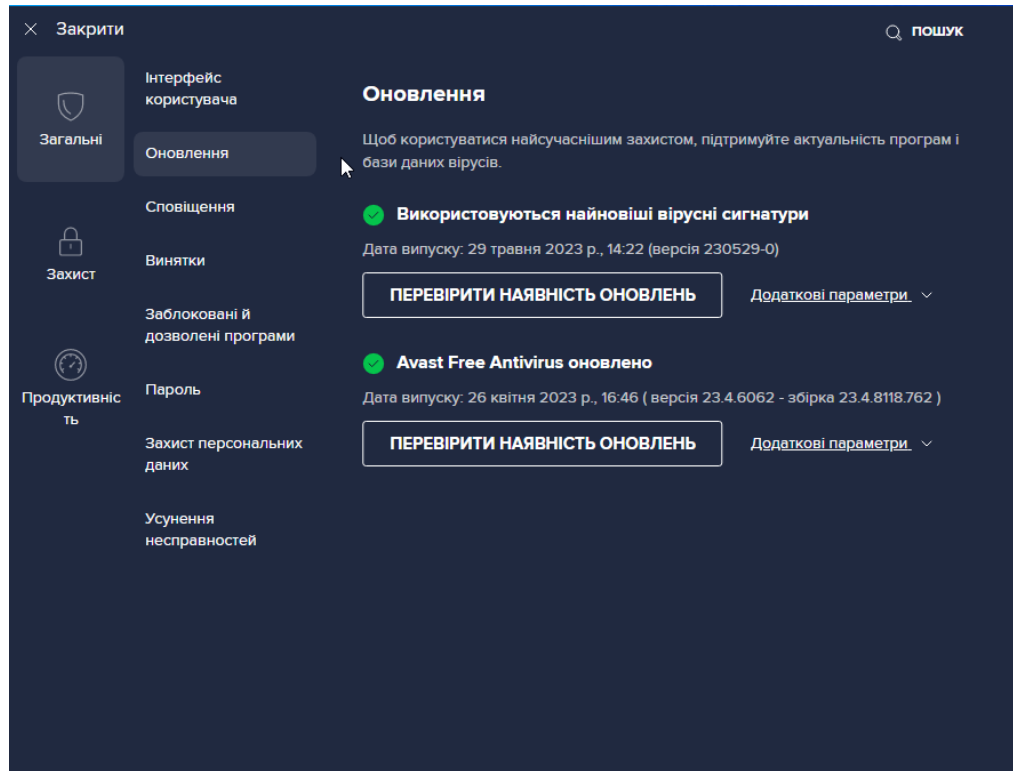 Закрити
ПОШУК
Загальні
Захист
Продуктивніс
ть
Інтерфейс
користувача
Оновлення
Сповіщення
Винятки
Заблоковані й
дозволені програми
Пароль
Захист персональних
даних
Усунення
несправностей
Оновлення
Щоб користуватися найсучаснішим захистом, підтримуйте актуальність програм і
бази даних вірусів.
Використовуються найновіші вірусні сигнатури
Дата випуску: 29 травня 2023 р., 14:22 (версія 230529-0)
ПЕРЕВІРИТИ НАЯВНІСТЬ ОНОВЛЕНЬ
Додаткові параметри
Avast Free Antivirus оновлено
Дата випуску: 26 квітня 2023 р., 16:46 ( версія 23.4.6062 - збірка 23.4.8118.762 )
ПЕРЕВІРИТИ НАЯВНІСТЬ ОНОВЛЕНЬ
Додаткові параметри